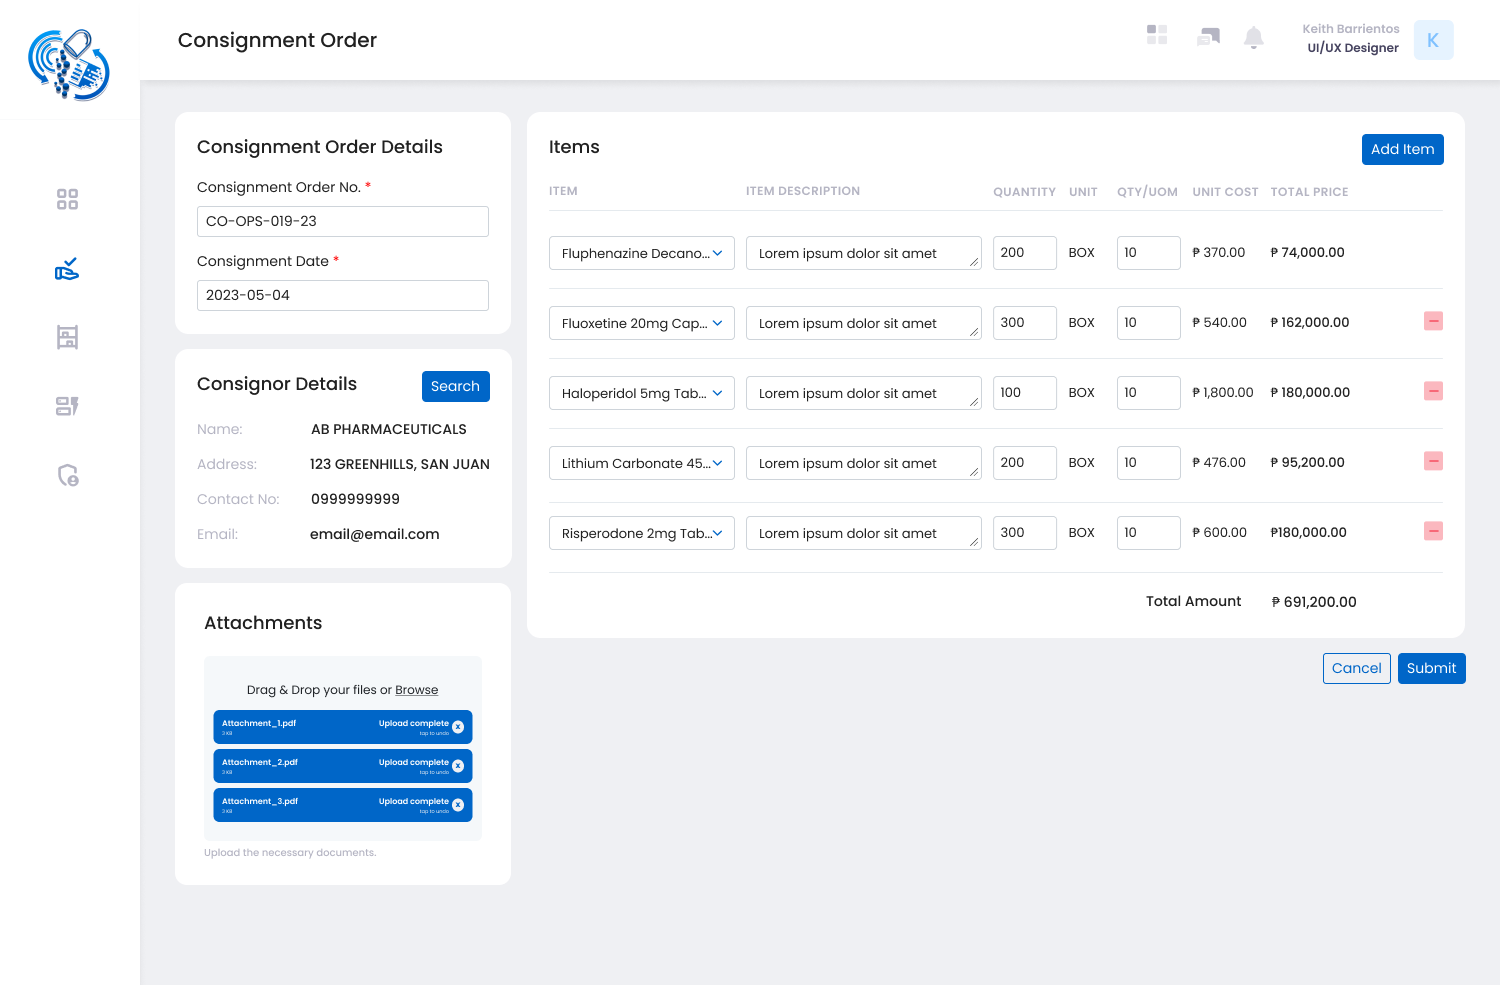 Consignment Order
Keith Barrientos
UI/UX Designer
K
Consignment Order Details
Consignment Order No. *
CO-OPS-019-23
Consignment Date *
2023-05-04
Consignor Details
Search
Name: AB PHARMACEUTICALS
Address: 123 GREENHILLS, SAN JUAN
Contact No: 0999999999
Email: email@email.com
Attachments
Drag & Drop your files or Browse
Attachment_1.pdf Upload complete x
3 KB tap to undo
Attachment_2.pdf Upload complete x
3 KB tap to undo
Attachment_3.pdf Upload complete x
3 KB tap to undo
Upload the necessary documents.
Items
Add Item
ITEM ITEM DESCRIPTION QUANTITY UNIT QTY/UOM UNIT COST TOTAL PRICE
Fluphenazine Decano... Lorem ipsum dolor sit amet 200 BOX 10 ₱ 370.00 ₱ 74,000.00
Fluoxetine 20mg Cap... Lorem ipsum dolor sit amet 300 BOX 10 ₱ 540.00 ₱ 162,000.00
Haloperidol 5mg Tab... Lorem ipsum dolor sit amet 100 BOX 10 ₱ 1,800.00 ₱ 180,000.00
Lithium Carbonate 45... Lorem ipsum dolor sit amet 200 BOX 10 ₱ 476.00 ₱ 95,200.00
Risperodone 2mg Tab... Lorem ipsum dolor sit amet 300 BOX 10 ₱ 600.00 ₱180,000.00
Total Amount ₱ 691,200.00
Cancel Submit